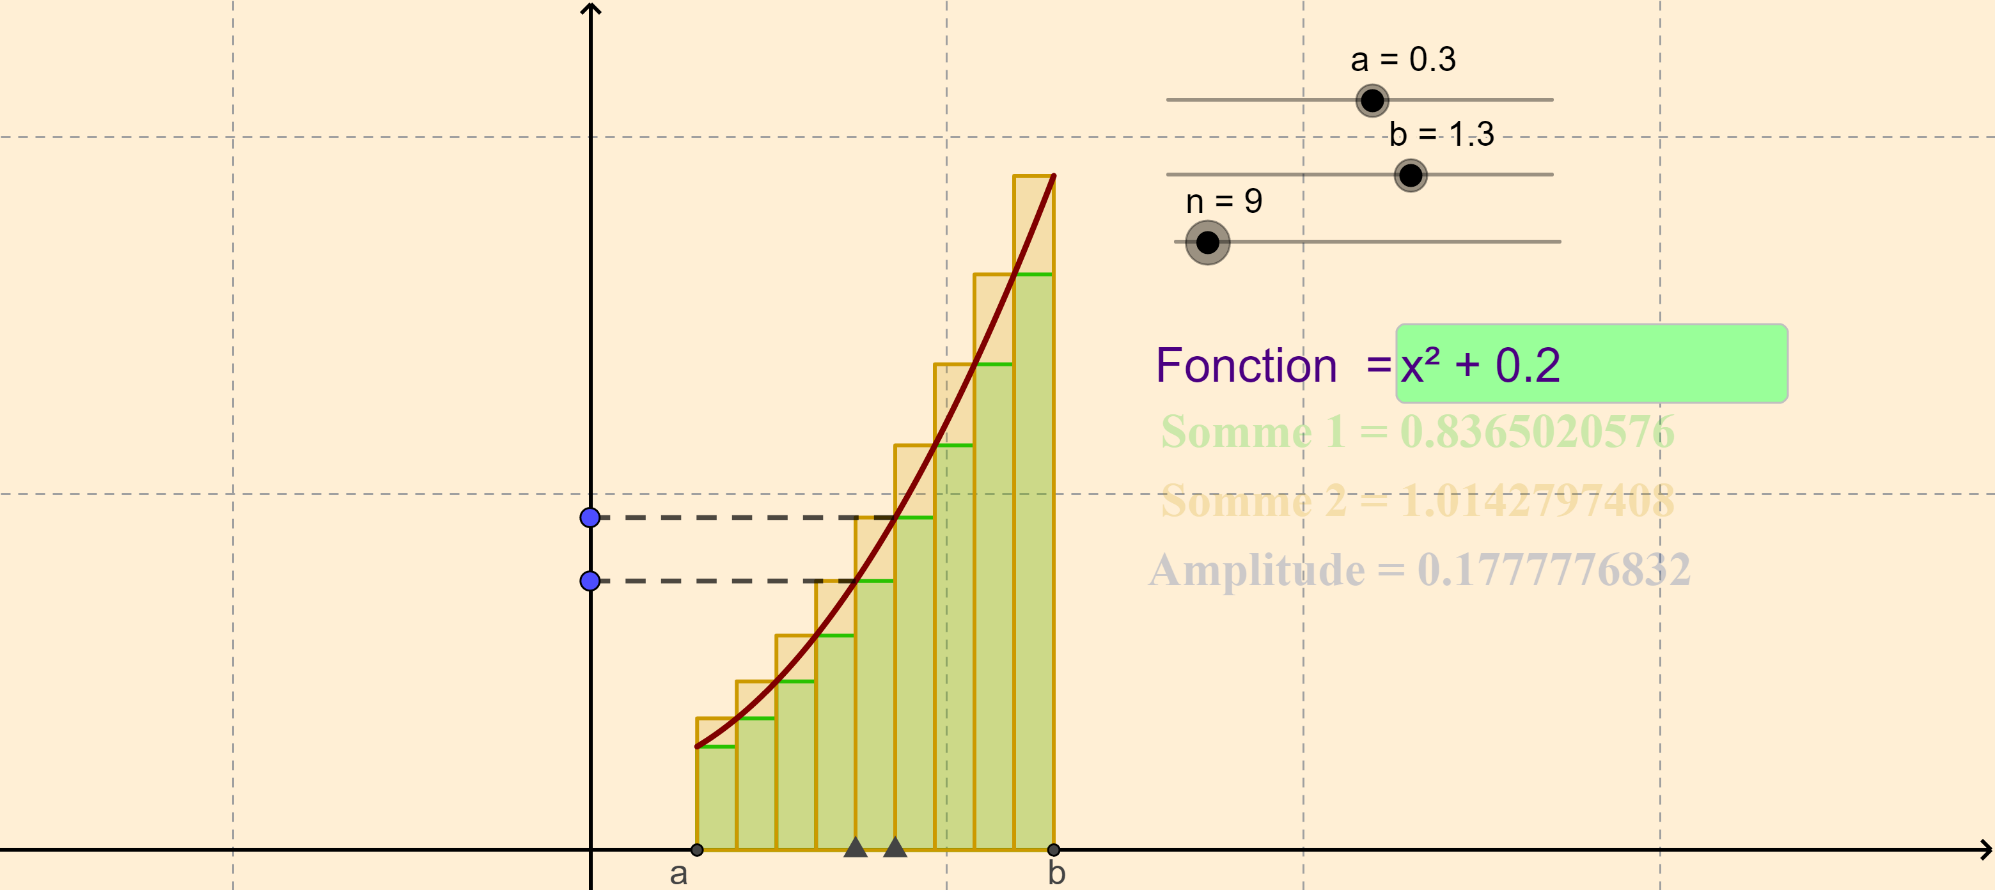 a = 0.3
b = 1.3
n = 9
Fonction = x² + 0.2
Somme 1 = 0.8365020576
Somme 2 = 1.0142797408
Amplitude = 0.1777776832
a b